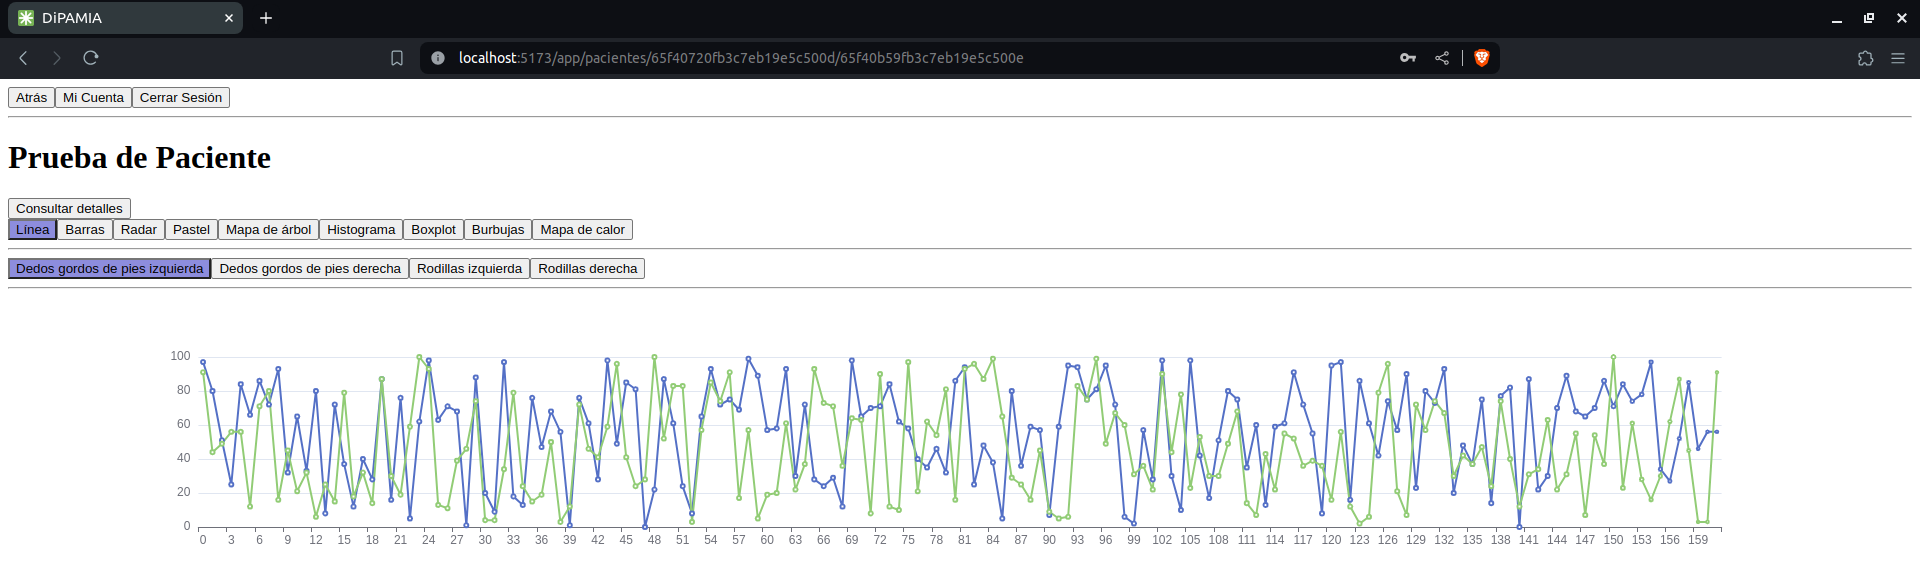 DiPAMIA
localhost:5173/app/pacientes/65f40720fb3c7eb19e5c500d/65f40b59fb3c7eb19e5c500e
Atrás Mi Cuenta Cerrar Sesión
Prueba de Paciente
Consultar detalles
Línea Barras Radar Pastel Mapa de árbol Histograma Boxplot Burbujas Mapa de calor
Dedos gordos de pies izquierda Dedos gordos de pies derecha Rodillas izquierda Rodillas derecha
100
80
60
40
20
0
0 3 6 9 12 15 18 21 24 27 30 33 36 39 42 45 48 51 54 57 60 63 66 69 72 75 78 81 84 87 90 93 96 99 102 105 108 111 114 117 120 123 126 129 132 135 138 141 144 147 150 153 156 159